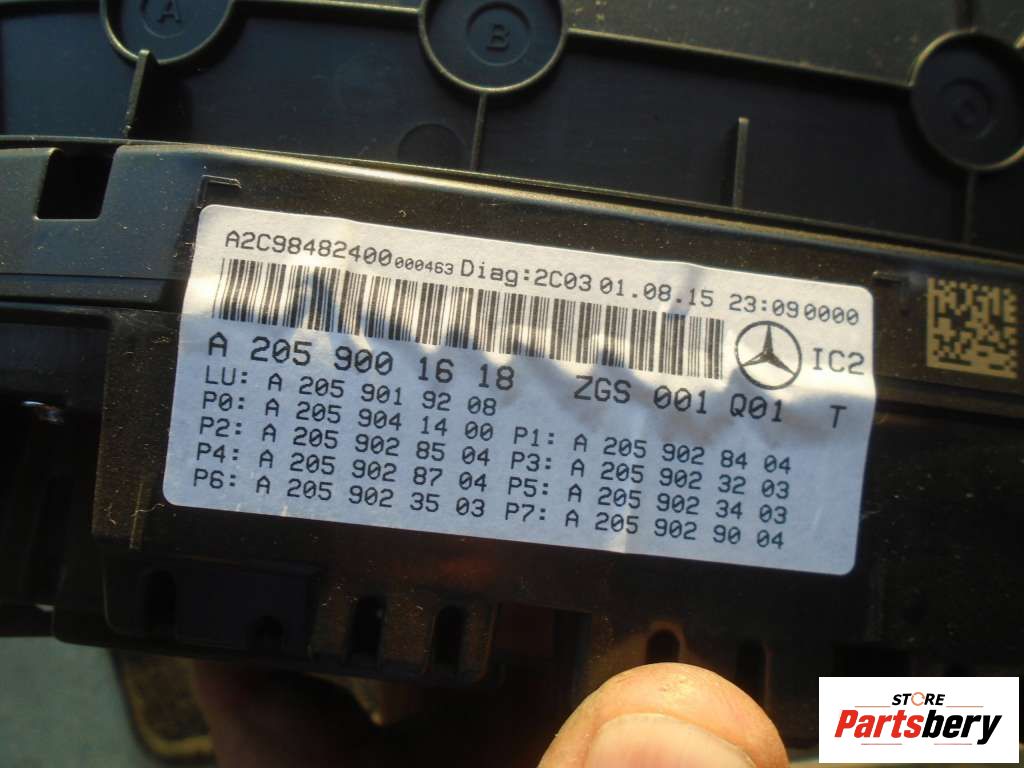 A
B
A2C98482400 000463 Diag:2C03 01.08.15 23:09 0000
IC2
A 205 900 16 18 ZGS 001 Q01 T
LU: A 205 901 92 08
P0: A 205 904 14 00 P1: A 205 902 84 04
P2: A 205 902 85 04 P3: A 205 902 32 03
P4: A 205 902 87 04 P5: A 205 902 34 03
P6: A 205 902 35 03 P7: A 205 902 90 04
STORE
Partsbery